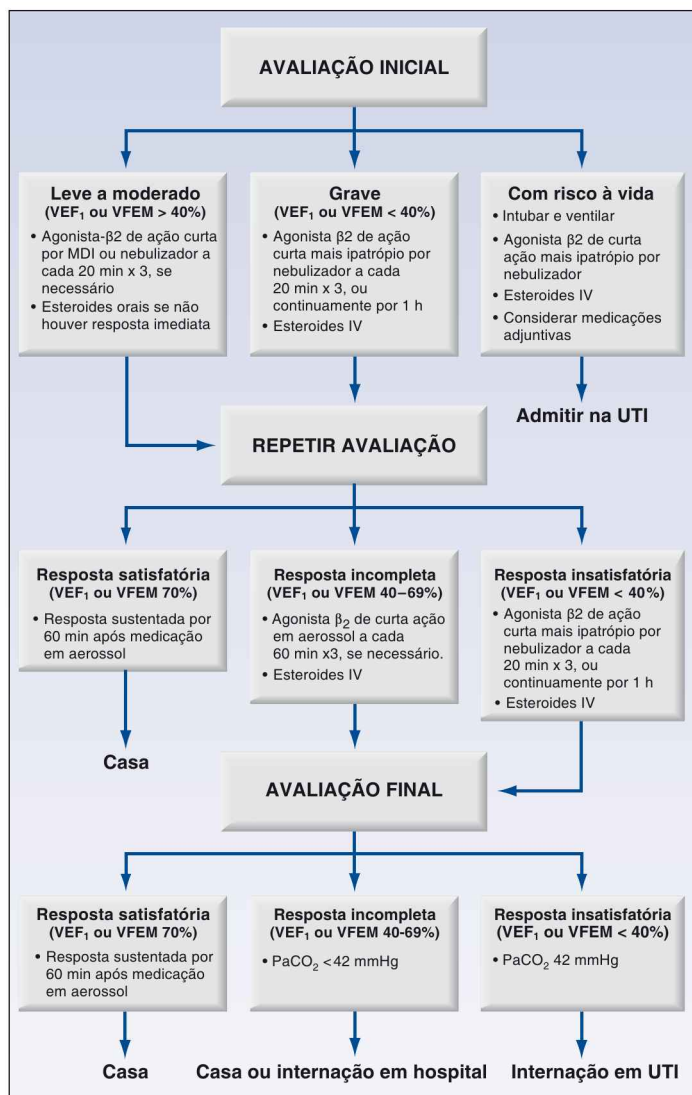 AVALIAÇÃO INICIAL
Leve a moderado
(VEF₁ ou VFEM > 40%)
• Agonista-β2 de ação curta
por MDI ou nebulizador a
cada 20 min x 3, se
necessário
• Esteroides orais se não
houver resposta imediata
Grave
(VEF₁ ou VFEM < 40%)
• Agonista β2 de ação
curta mais ipatrópio por
nebulizador a cada
20 min x 3, ou
continuamente por 1 h
• Esteroides IV
Com risco à vida
• Intubar e ventilar
• Agonista β2 de curta
ação mais ipatrópio por
nebulizador
• Esteroides IV
• Considerar medicações
adjuntivas
Admitir na UTI
REPETIR AVALIAÇÃO
Resposta satisfatória
(VEF₁ ou VFEM 70%)
• Resposta sustentada por
60 min após medicação
em aerossol
Resposta incompleta
(VEF₁ ou VFEM 40–69%)
• Agonista β₂ de curta ação
em aerossol a cada
60 min x3, se necessário.
• Esteroides IV
Resposta insatisfatória
(VEF₁ ou VFEM < 40%)
• Agonista β2 de ação
curta mais ipatrópio por
nebulizador a cada
20 min x 3, ou
continuamente por 1 h
• Esteroides IV
Casa
AVALIAÇÃO FINAL
Resposta satisfatória
(VEF₁ ou VFEM 70%)
• Resposta sustentada por
60 min após medicação
em aerossol
Resposta incompleta
(VEF₁ ou VFEM 40-69%)
• PaCO₂ < 42 mmHg
Resposta insatisfatória
(VEF₁ ou VFEM < 40%)
• PaCO₂ 42 mmHg
Casa
Casa ou internação em hospital
Internação em UTI